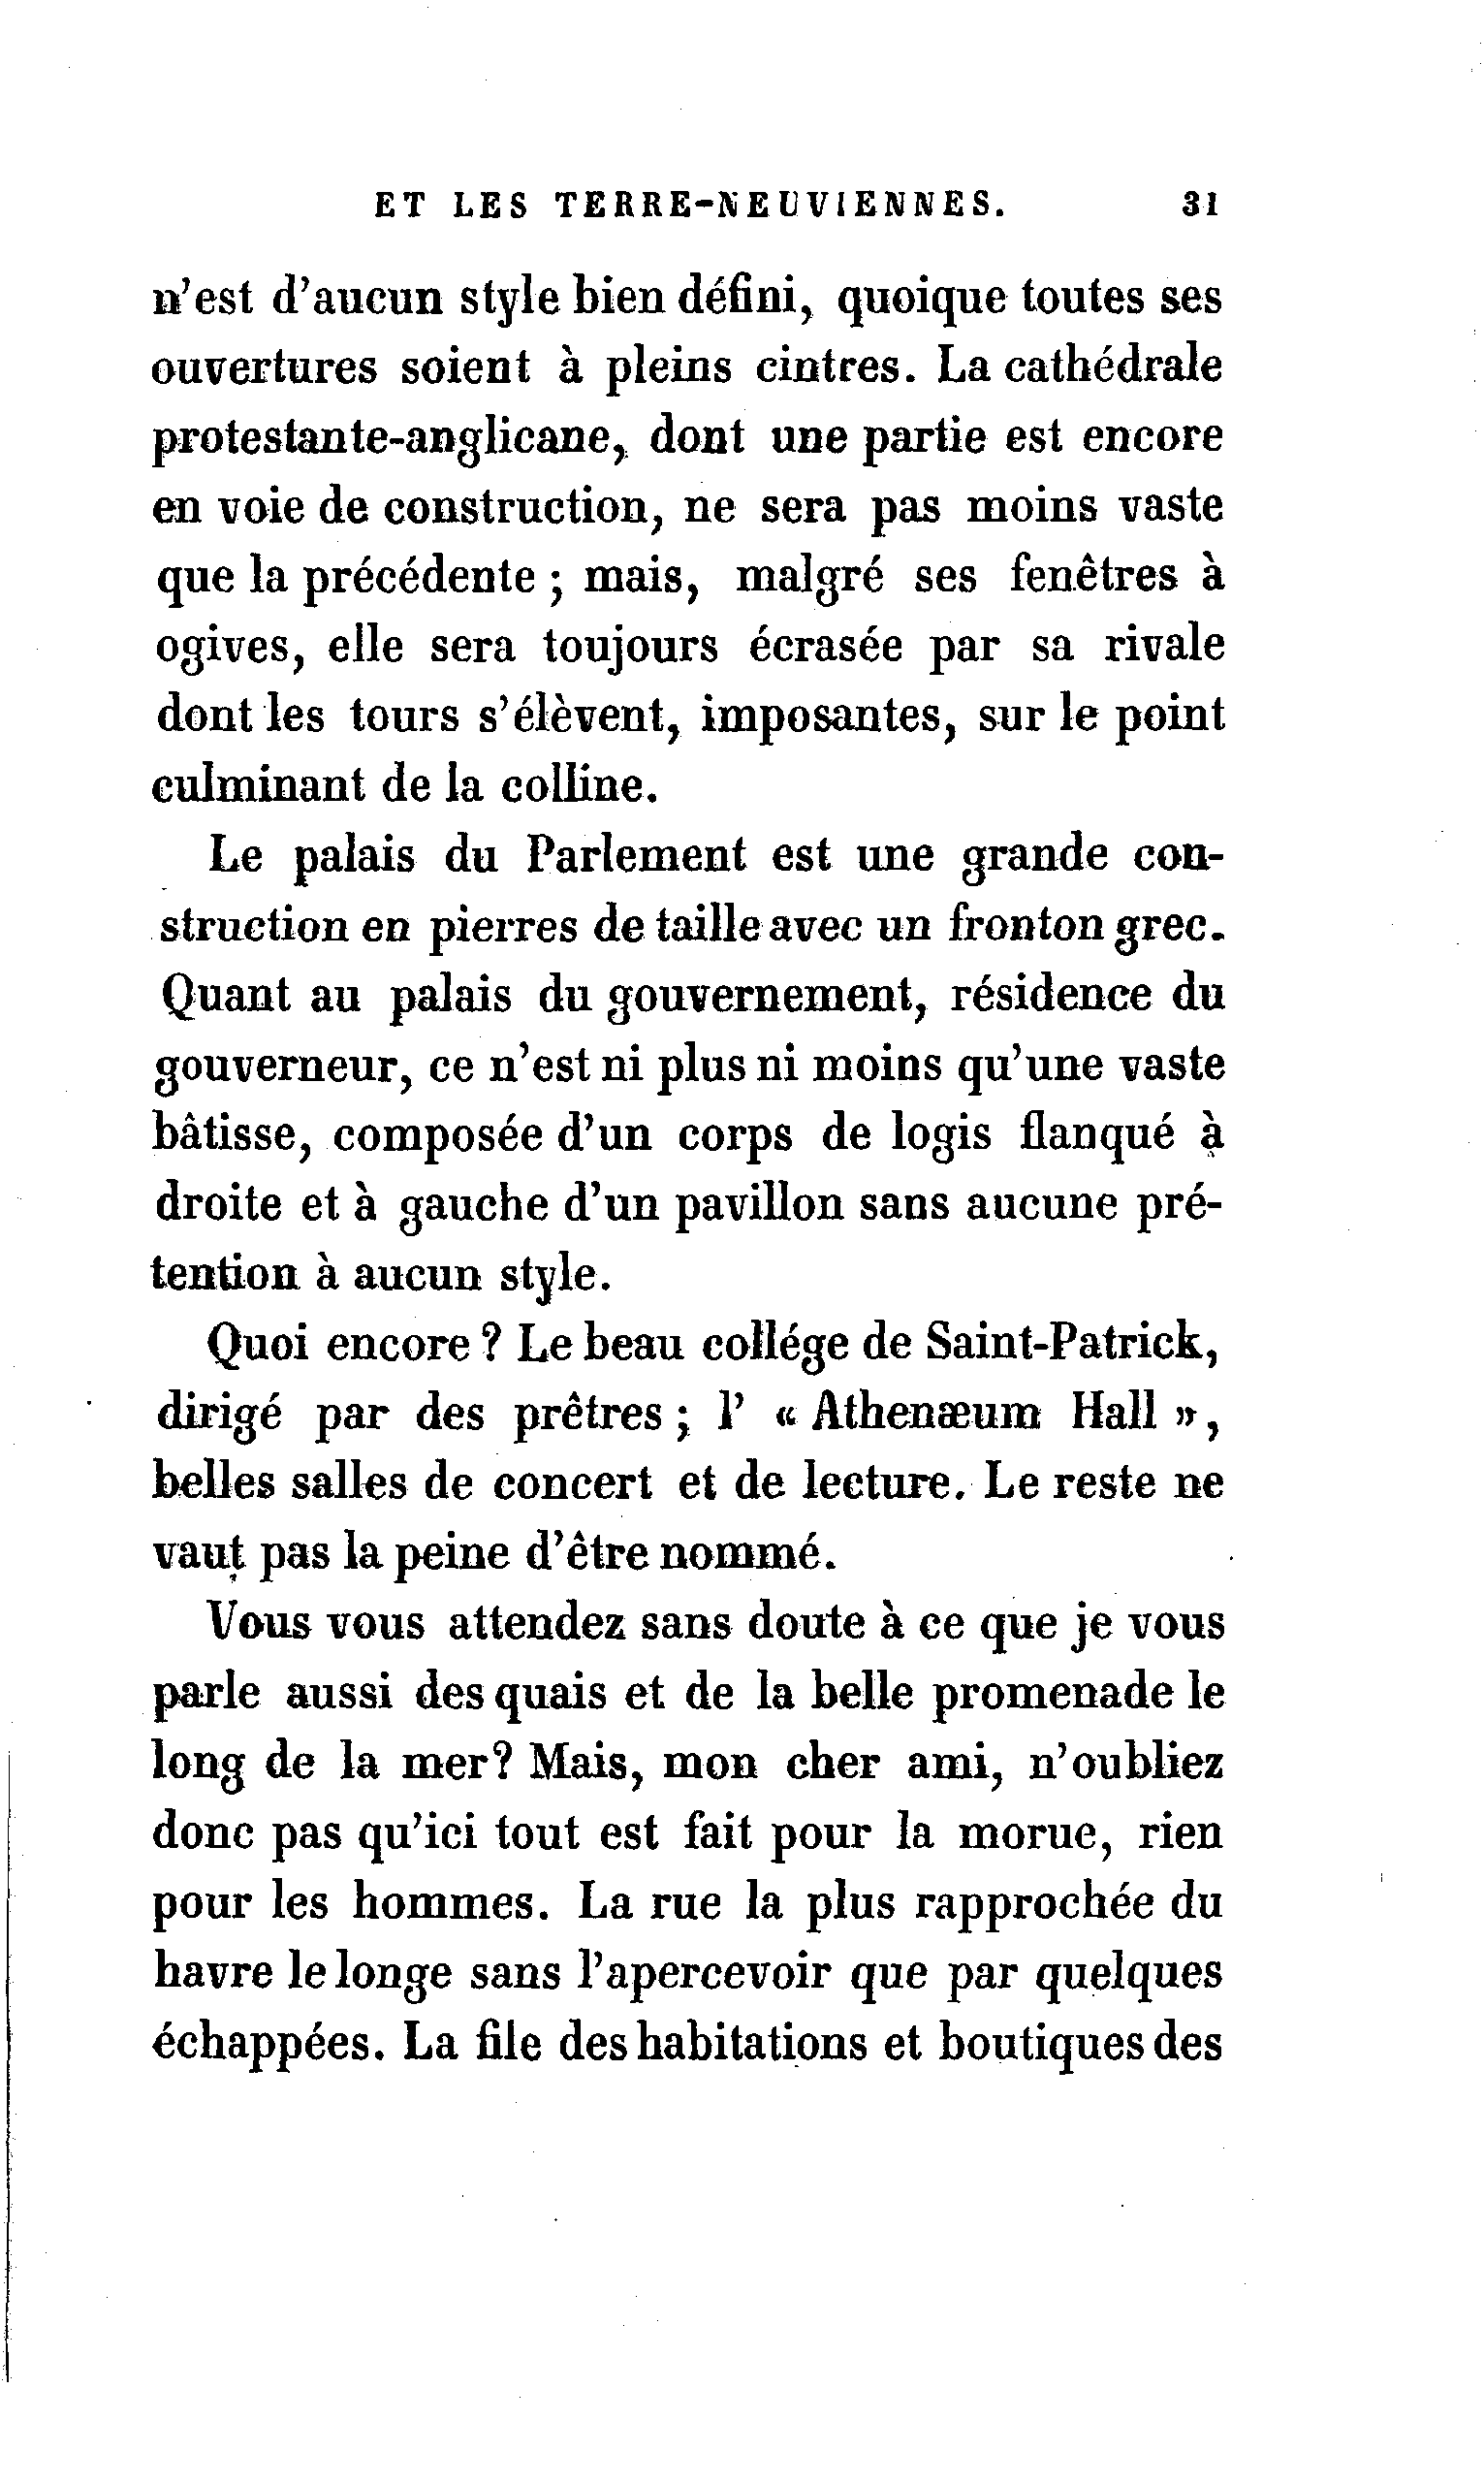 ET LES TERRE-NEUVIENNES. 31
n'est d'aucun style bien défini, quoique toutes ses
ouvertures soient à pleins cintres. La cathédrale
protestante-anglicane, dont une partie est encore
en voie de construction, ne sera pas moins vaste
que la précédente ; mais, malgré ses fenêtres à
ogives, elle sera toujours écrasée par sa rivale
dont les tours s'élèvent, imposantes, sur le point
culminant de la colline.
Le palais du Parlement est une grande con-
struction en pierres de taille avec un fronton grec.
Quant au palais du gouvernement, résidence du
gouverneur, ce n'est ni plus ni moins qu'une vaste
bâtisse, composée d'un corps de logis flanqué à
droite et à gauche d'un pavillon sans aucune pré-
tention à aucun style.
Quoi encore ? Le beau collége de Saint-Patrick,
dirigé par des prêtres ; l' « Athenæum Hall »,
belles salles de concert et de lecture. Le reste ne
vaut pas la peine d'être nommé.
Vous vous attendez sans doute à ce que je vous
parle aussi des quais et de la belle promenade le
long de la mer? Mais, mon cher ami, n'oubliez
donc pas qu'ici tout est fait pour la morue, rien
pour les hommes. La rue la plus rapprochée du
havre le longe sans l'apercevoir que par quelques
échappées. La file des habitations et boutiques des